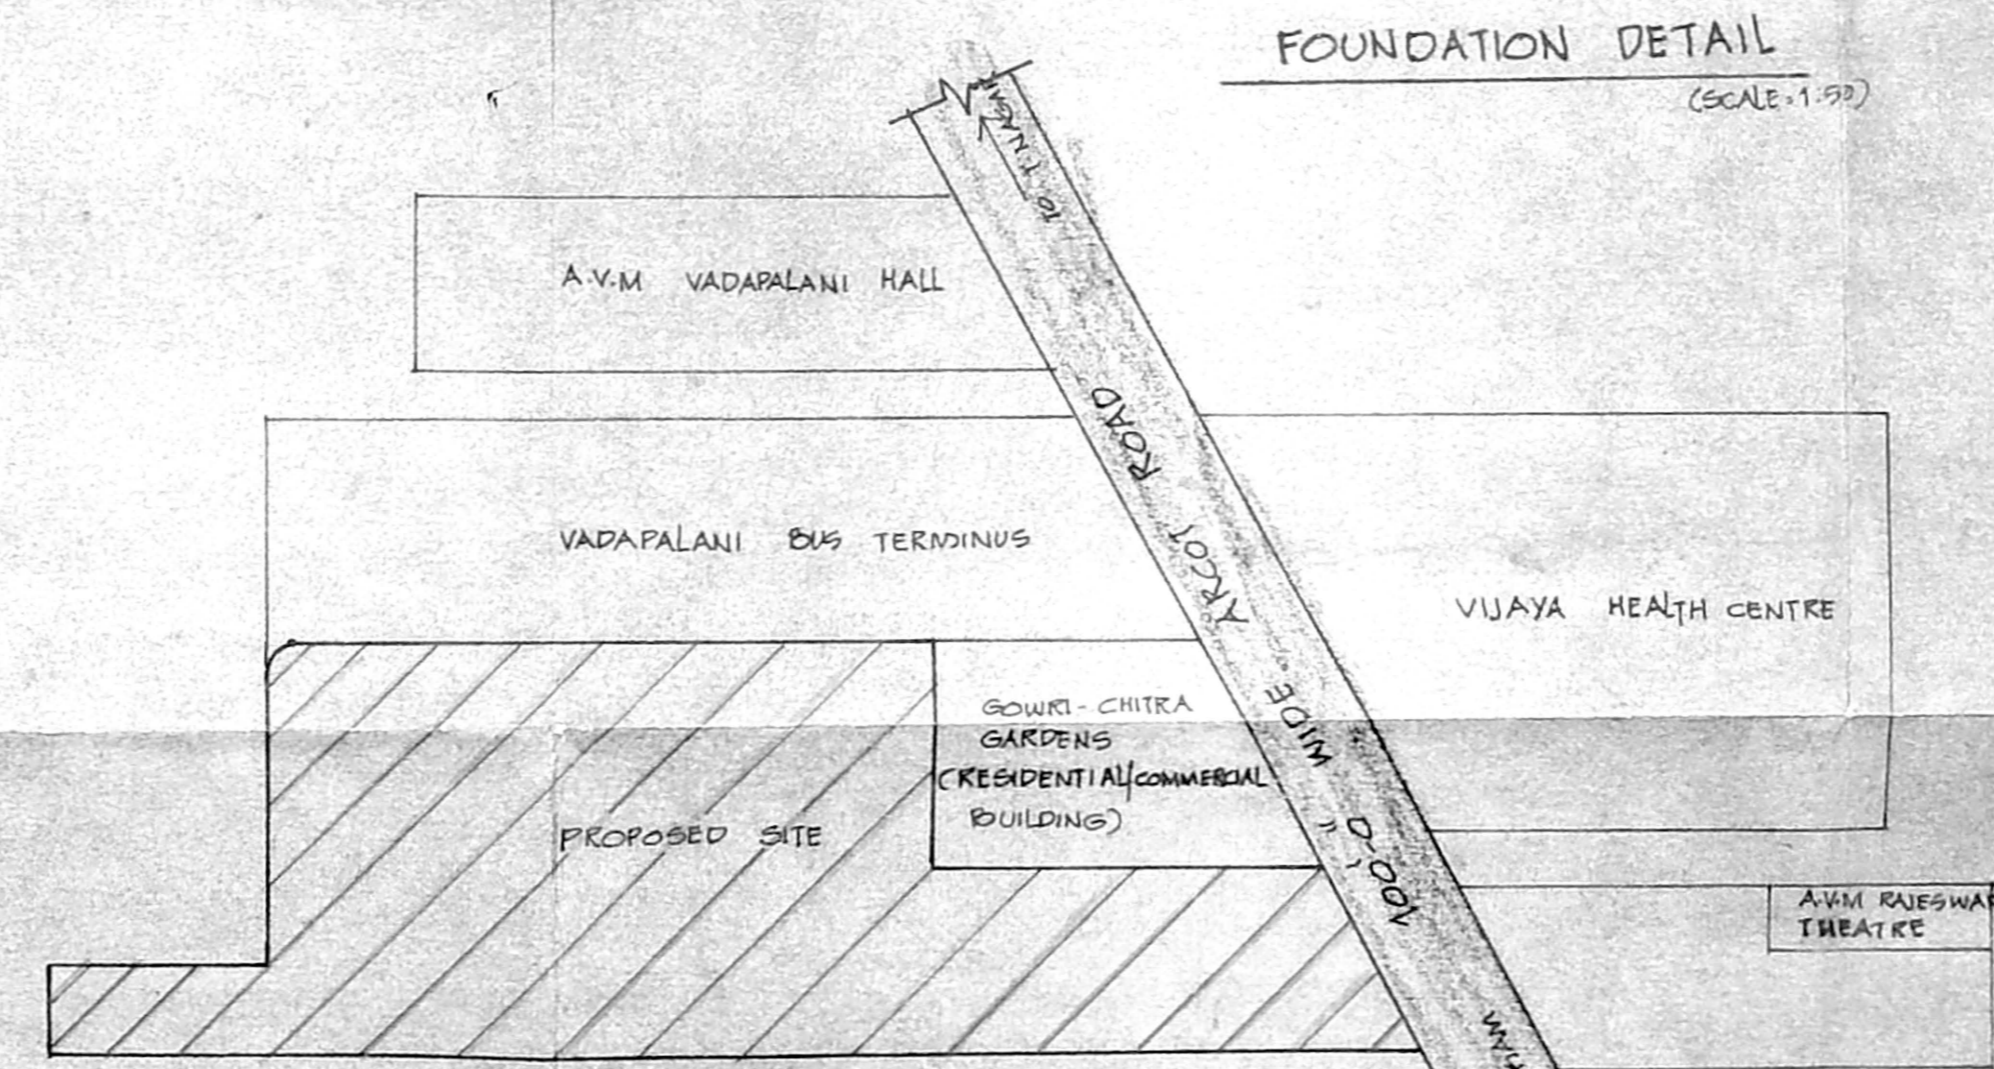 FOUNDATION DETAIL
(SCALE:1:50)
TO T.NAGAR
A.V.M VADAPALANI HALL
100'-0" WIDE ARCOT ROAD
VADAPALANI BUS TERMINUS
VIJAYA HEALTH CENTRE
GOWRI-CHITRA
GARDENS
(RESIDENTIAL/COMMERCIAL
BUILDING)
PROPOSED SITE
A.V.M RAJESWAR
THEATRE